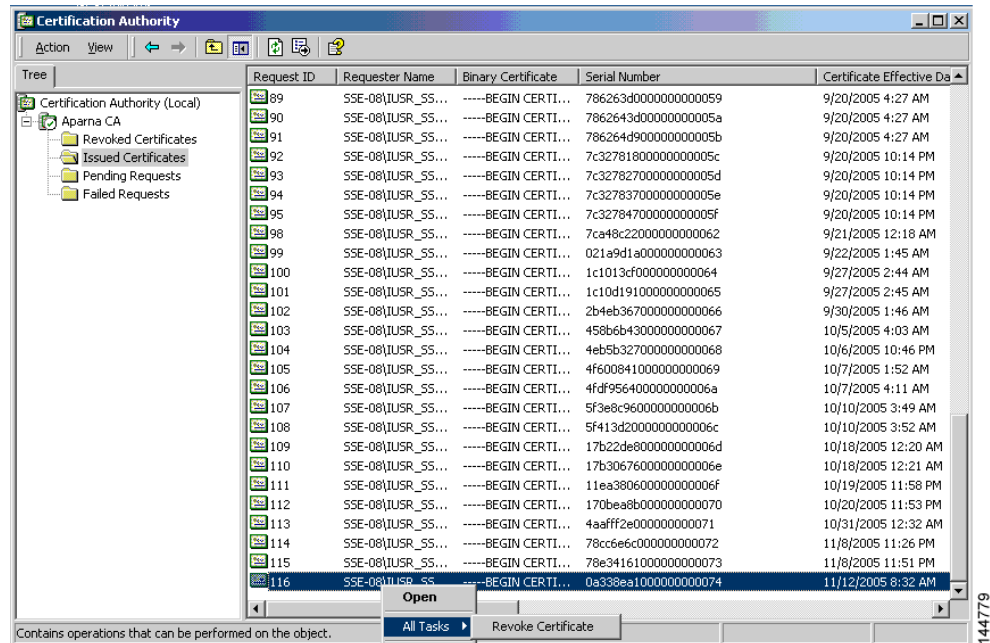 Certification Authority
Action View
Tree
Request ID Requester Name Binary Certificate Serial Number Certificate Effective Da
Certification Authority (Local)
Aparna CA
Revoked Certificates
Issued Certificates
Pending Requests
Failed Requests
89 SSE-08\IUSR_SS... -----BEGIN CERTI... 786263d0000000000059 9/20/2005 4:27 AM
90 SSE-08\IUSR_SS... -----BEGIN CERTI... 7862643d00000000005a 9/20/2005 4:27 AM
91 SSE-08\IUSR_SS... -----BEGIN CERTI... 786264d900000000005b 9/20/2005 4:27 AM
92 SSE-08\IUSR_SS... -----BEGIN CERTI... 7c32781800000000005c 9/20/2005 10:14 PM
93 SSE-08\IUSR_SS... -----BEGIN CERTI... 7c32782700000000005d 9/20/2005 10:14 PM
94 SSE-08\IUSR_SS... -----BEGIN CERTI... 7c32783700000000005e 9/20/2005 10:14 PM
95 SSE-08\IUSR_SS... -----BEGIN CERTI... 7c32784700000000005f 9/20/2005 10:14 PM
98 SSE-08\IUSR_SS... -----BEGIN CERTI... 7ca48c22000000000062 9/21/2005 12:18 AM
99 SSE-08\IUSR_SS... -----BEGIN CERTI... 021a9d1a000000000063 9/22/2005 1:45 AM
100 SSE-08\IUSR_SS... -----BEGIN CERTI... 1c1013cf000000000064 9/27/2005 2:44 AM
101 SSE-08\IUSR_SS... -----BEGIN CERTI... 1c10d191000000000065 9/27/2005 2:45 AM
102 SSE-08\IUSR_SS... -----BEGIN CERTI... 2b4eb367000000000066 9/30/2005 1:46 AM
103 SSE-08\IUSR_SS... -----BEGIN CERTI... 458b6b43000000000067 10/5/2005 4:03 AM
104 SSE-08\IUSR_SS... -----BEGIN CERTI... 4eb5b327000000000068 10/6/2005 10:46 PM
105 SSE-08\IUSR_SS... -----BEGIN CERTI... 4f600841000000000069 10/7/2005 1:52 AM
106 SSE-08\IUSR_SS... -----BEGIN CERTI... 4fdf956400000000006a 10/7/2005 4:11 AM
107 SSE-08\IUSR_SS... -----BEGIN CERTI... 5f3e8c9600000000006b 10/10/2005 3:49 AM
108 SSE-08\IUSR_SS... -----BEGIN CERTI... 5f413d2000000000006c 10/10/2005 3:52 AM
109 SSE-08\IUSR_SS... -----BEGIN CERTI... 17b22de800000000006d 10/18/2005 12:20 AM
110 SSE-08\IUSR_SS... -----BEGIN CERTI... 17b3067600000000006e 10/18/2005 12:21 AM
111 SSE-08\IUSR_SS... -----BEGIN CERTI... 11ea380600000000006f 10/19/2005 11:58 PM
112 SSE-08\IUSR_SS... -----BEGIN CERTI... 170bea8b000000000070 10/20/2005 11:53 PM
113 SSE-08\IUSR_SS... -----BEGIN CERTI... 4aafff2e000000000071 10/31/2005 12:32 AM
114 SSE-08\IUSR_SS... -----BEGIN CERTI... 78cc6e6c000000000072 11/8/2005 11:26 PM
115 SSE-08\IUSR_SS... -----BEGIN CERTI... 78e34161000000000073 11/8/2005 11:51 PM
116 SSE-08\IUSR_SS... -----BEGIN CERTI... 0a338ea1000000000074 11/12/2005 8:32 AM
Open
All Tasks Revoke Certificate
Contains operations that can be performed on the object.
144779